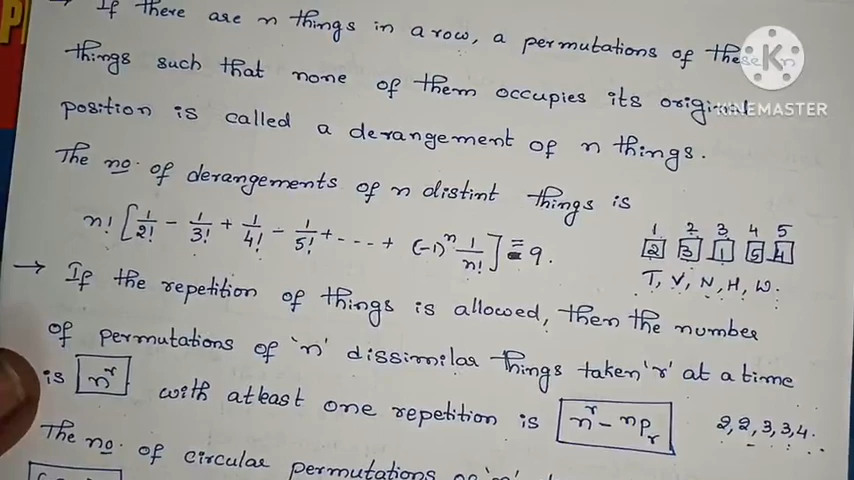 → If there are n things in a row, a permutations of these n
things such that none of them occupies its original
position is called a derangement of n things.
The no. of derangements of n distint things is
n! [1/2! - 1/3! + 1/4! - 1/5! + ---- + (-1)^n 1/n!] = 9.
1 2 3 4 5
2 3 1 5 4
T, V, N, H, W.
→ If the repetition of things is allowed, then the number
of permutations of 'n' dissimilar things taken 'r' at a time
is n^r with atleast one repetition is n^r - nPr
2, 2, 3, 3, 4.
The no. of circular permutations
KINEMASTER